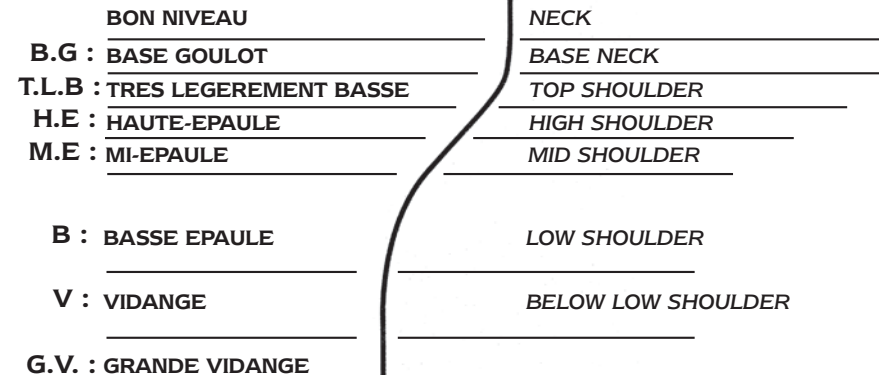 BON NIVEAU NECK
B.G : BASE GOULOT BASE NECK
T.L.B : TRES LEGEREMENT BASSE TOP SHOULDER
H.E : HAUTE-EPAULE HIGH SHOULDER
M.E : MI-EPAULE MID SHOULDER
B : BASSE EPAULE LOW SHOULDER
V : VIDANGE BELOW LOW SHOULDER
G.V. : GRANDE VIDANGE